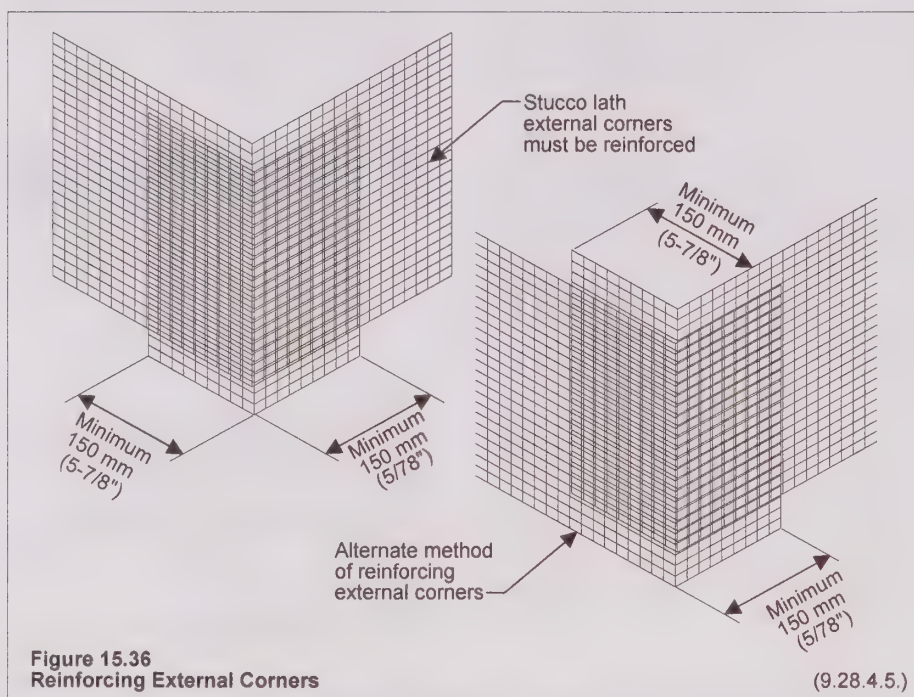 Stucco lath
external corners
must be reinforced
Minimum
150 mm
(5-7/8")
Minimum
150 mm
(5-7/8")
Minimum
150 mm
(5/78")
Alternate method
of reinforcing
external corners
Minimum
150 mm
(5/78")
Figure 15.36
Reinforcing External Corners
(9.28.4.5.)